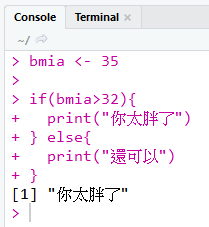 Console Terminal ×
~/
> bmia <- 35
>
> if(bmia>32){
+   print("你太胖了")
+ } else{
+   print("還可以")
+ }
[1] "你太胖了"
>